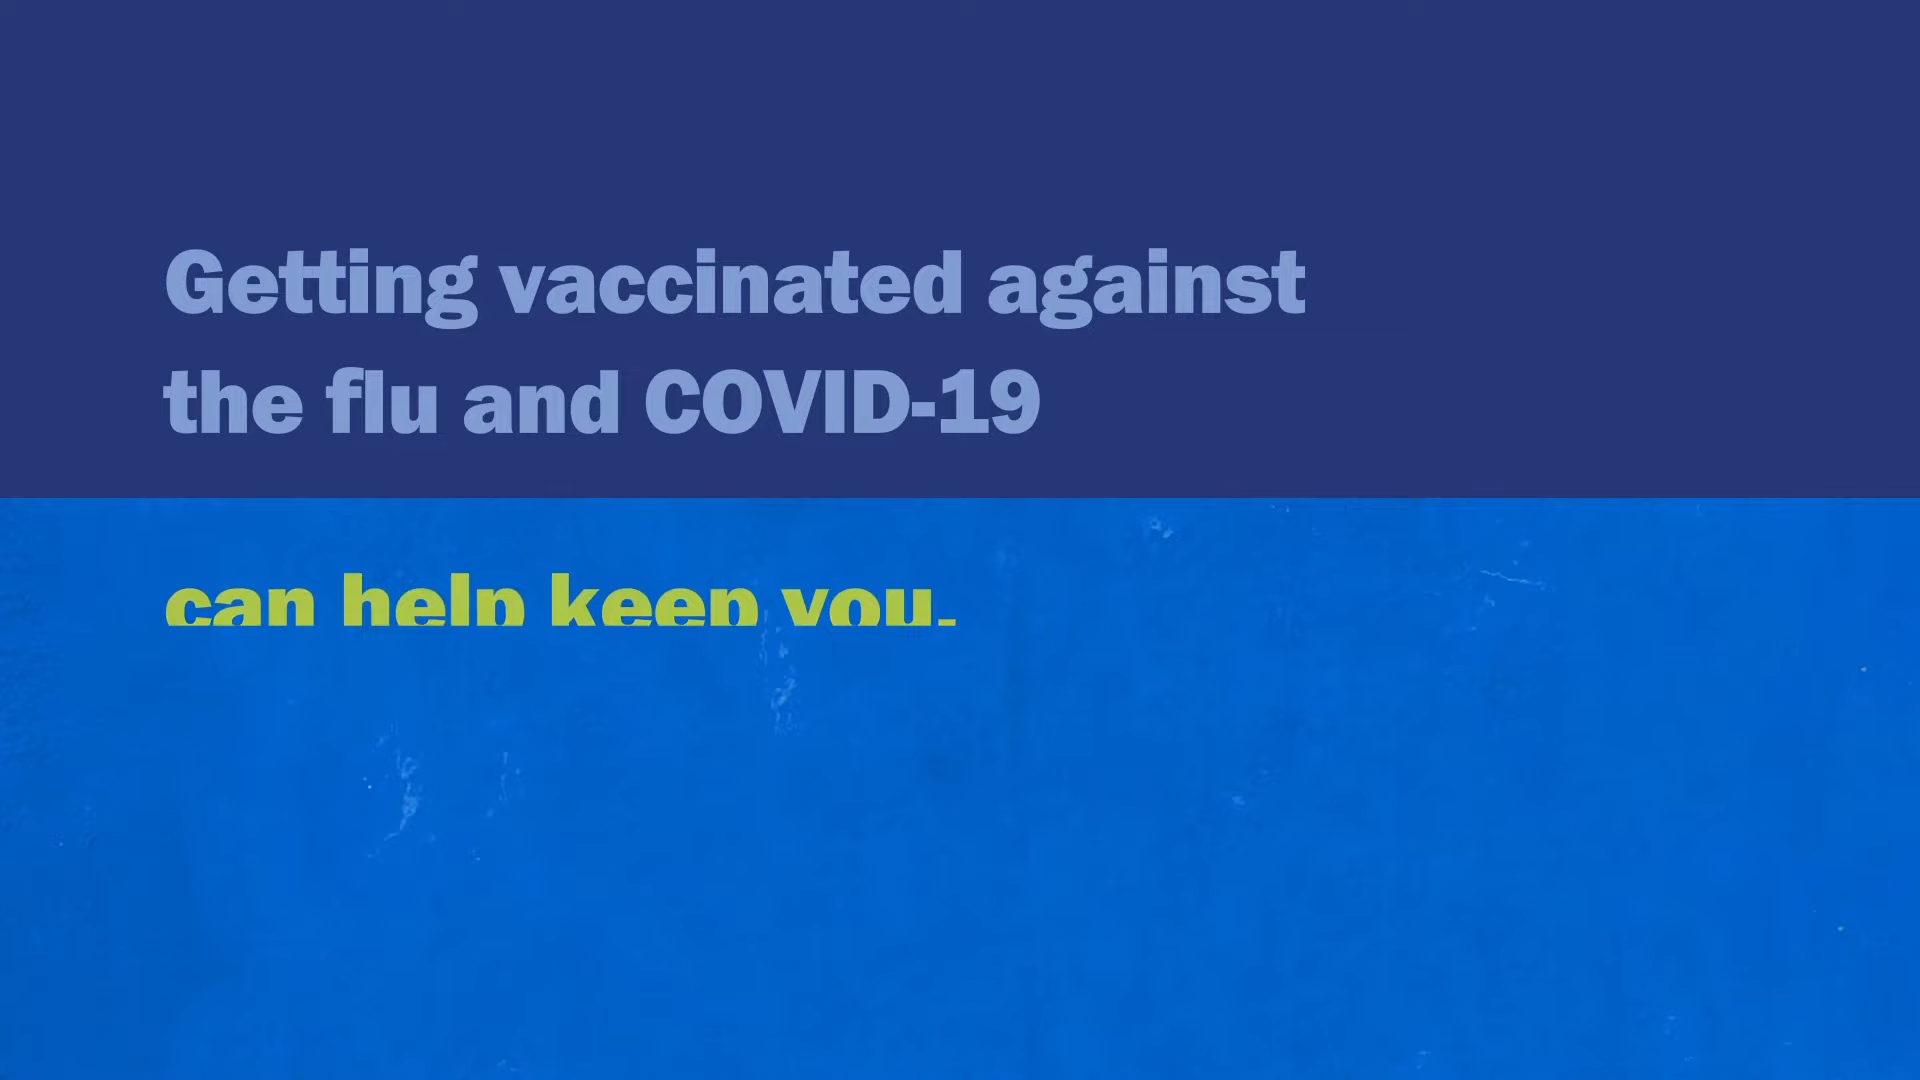 Getting vaccinated against
the flu and COVID-19
can help keep you,